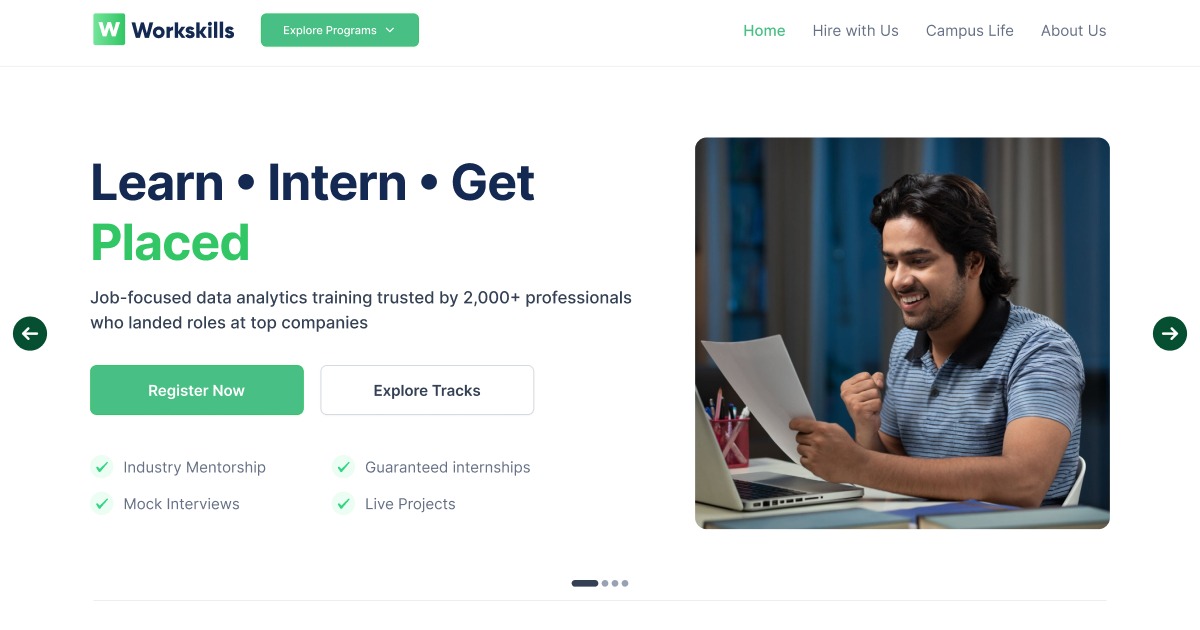 W Workskills
Explore Programs
Home
Hire with Us
Campus Life
About Us
Learn • Intern • Get
Placed
Job-focused data analytics training trusted by 2,000+ professionals
who landed roles at top companies
Register Now
Explore Tracks
Industry Mentorship
Guaranteed internships
Mock Interviews
Live Projects